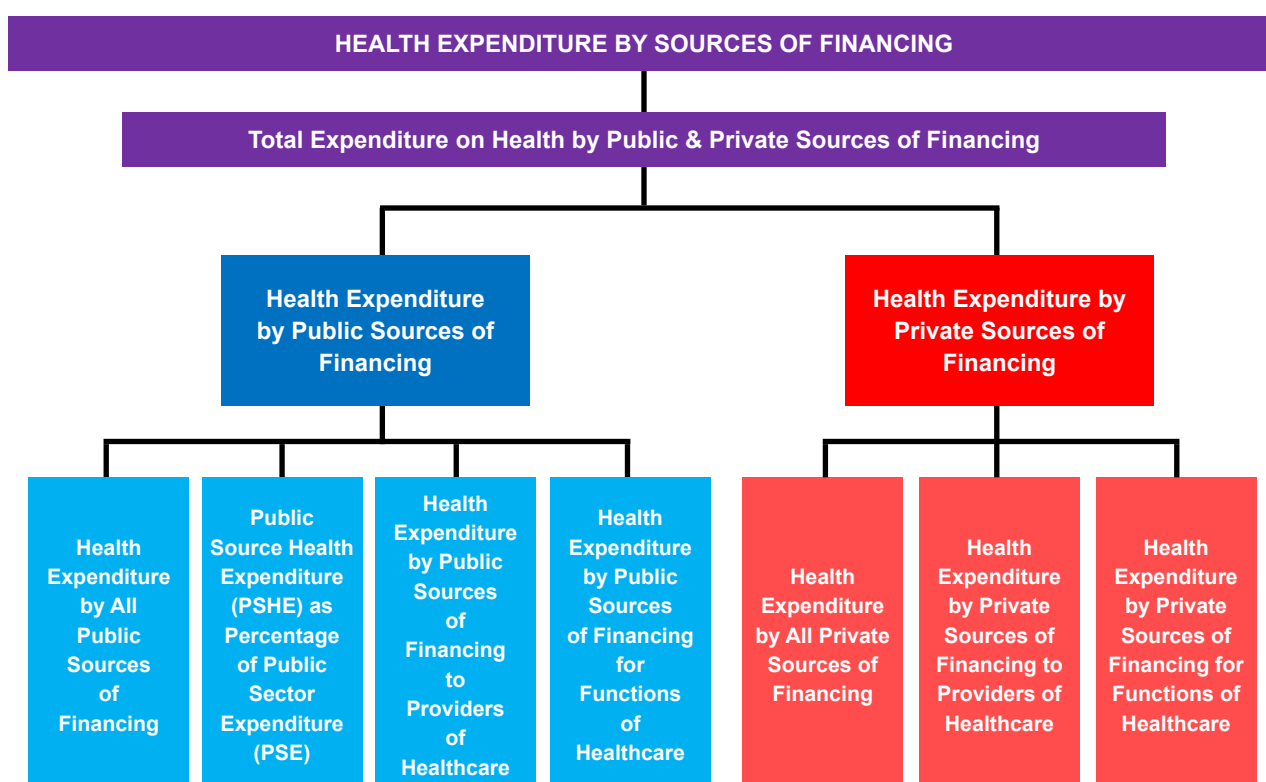 HEALTH EXPENDITURE BY SOURCES OF FINANCING
Total Expenditure on Health by Public & Private Sources of Financing
Health Expenditure
by Public Sources of
Financing
Health Expenditure by
Private Sources of
Financing
Health
Expenditure
by All
Public
Sources
of
Financing
Public
Source Health
Expenditure
(PSHE) as
Percentage
of Public
Sector
Expenditure
(PSE)
Health
Expenditure
by Public
Sources
of
Financing
to
Providers
of
Healthcare
Health
Expenditure
by Public
Sources
of Financing
for
Functions
of
Healthcare
Health
Expenditure
by All Private
Sources of
Financing
Health
Expenditure
by Private
Sources of
Financing to
Providers of
Healthcare
Health
Expenditure
by Private
Sources of
Financing for
Functions of
Healthcare